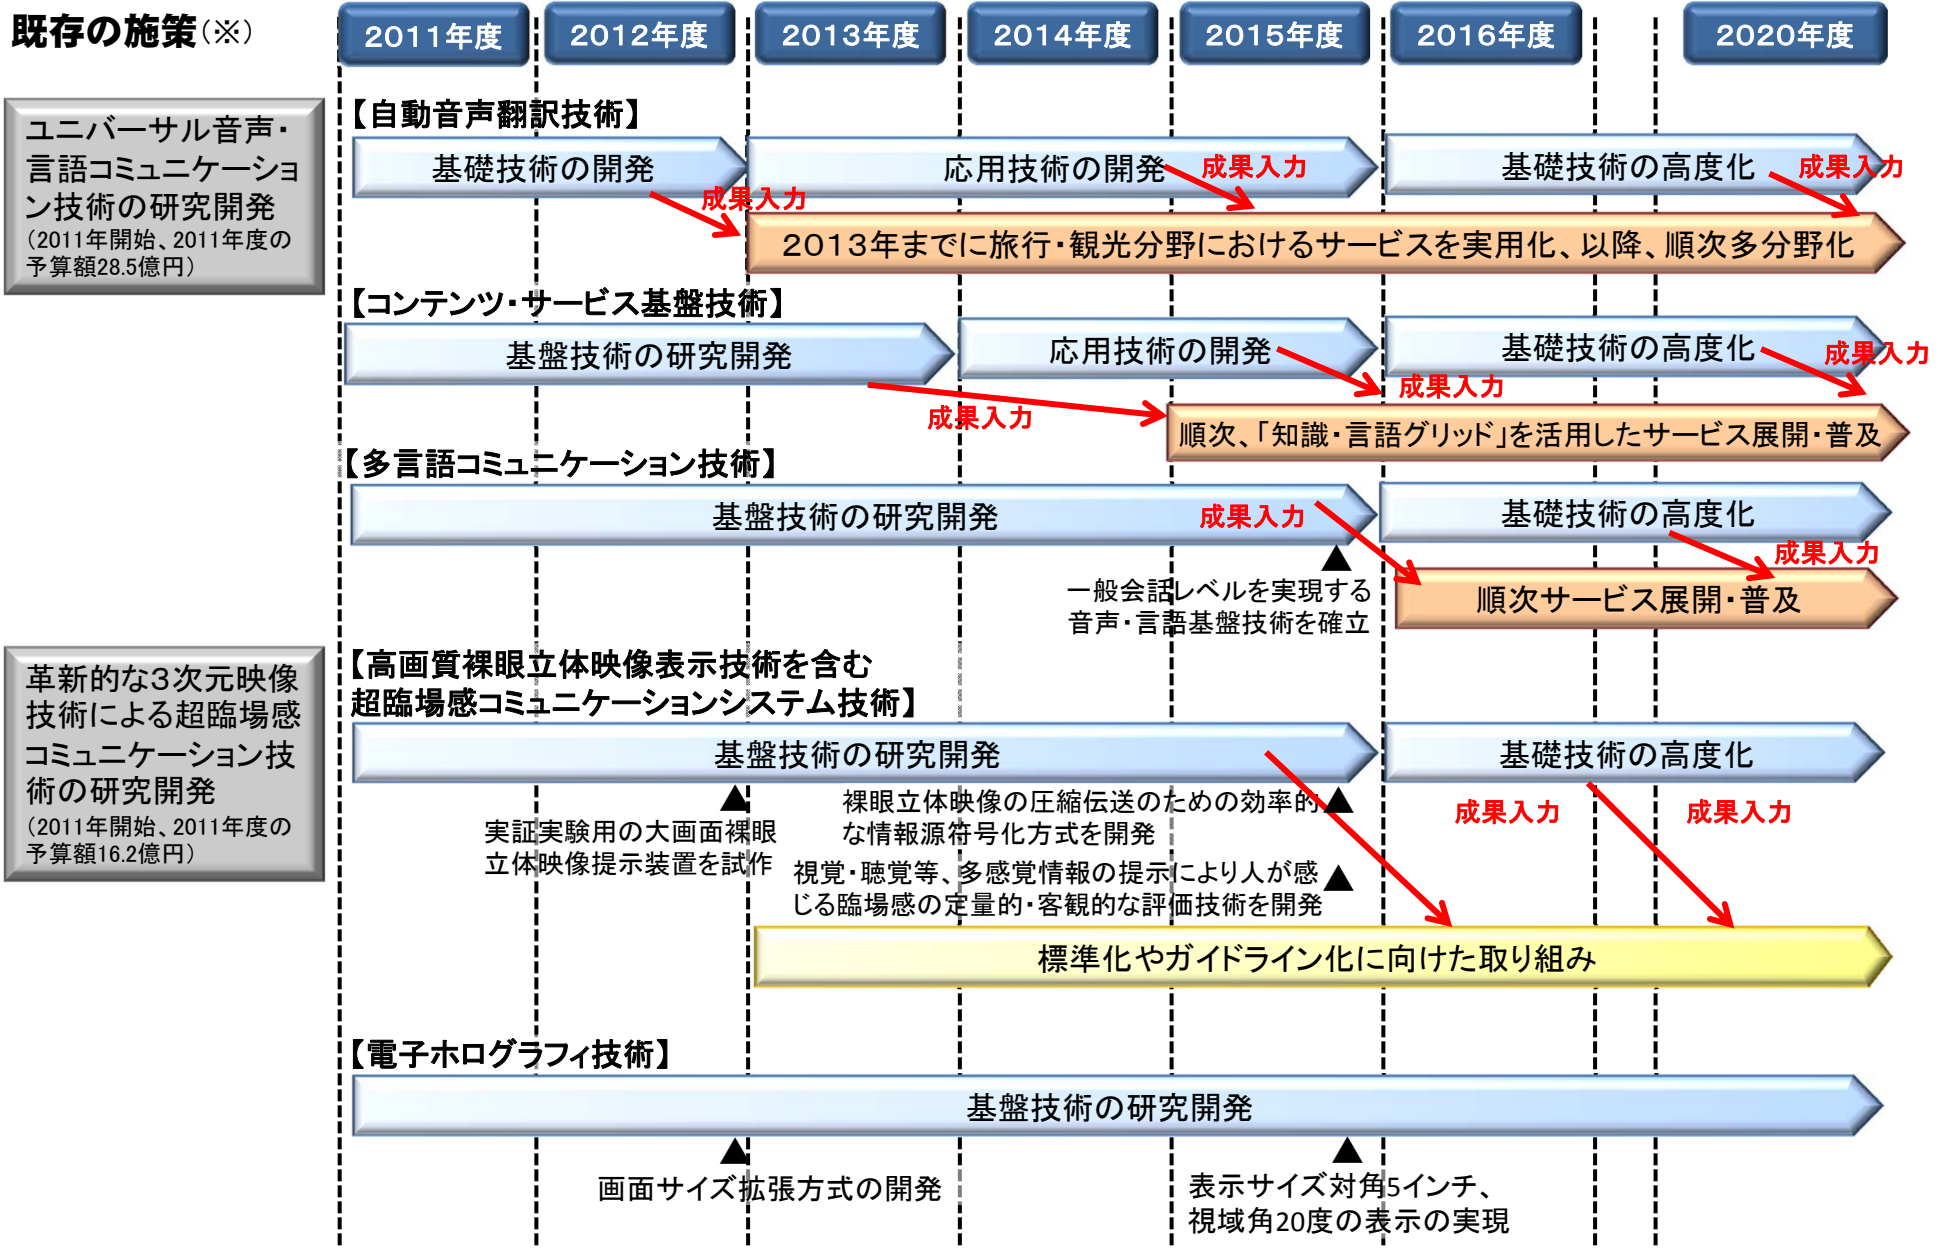 既存の施策(※)
2011年度
2012年度
2013年度
2014年度
2015年度
2016年度
2020年度
ユニバーサル音声・
言語コミュニケーショ
ン技術の研究開発
(2011年開始、2011年度の
予算額28.5億円)
【自動音声翻訳技術】
基礎技術の開発
成果入力
応用技術の開発
成果入力
基礎技術の高度化
成果入力
2013年までに旅行・観光分野におけるサービスを実用化、以降、順次多分野化
【コンテンツ・サービス基盤技術】
基盤技術の研究開発
成果入力
応用技術の開発
成果入力
基礎技術の高度化
成果入力
順次、「知識・言語グリッド」を活用したサービス展開・普及
【多言語コミュニケーション技術】
基盤技術の研究開発
成果入力
基礎技術の高度化
成果入力
一般会話レベルを実現する
音声・言語基盤技術を確立
順次サービス展開・普及
革新的な3次元映像
技術による超臨場感
コミュニケーション技
術の研究開発
(2011年開始、2011年度の
予算額16.2億円)
【高画質裸眼立体映像表示技術を含む
超臨場感コミュニケーションシステム技術】
基盤技術の研究開発
基礎技術の高度化
成果入力
成果入力
実証実験用の大画面裸眼
立体映像提示装置を試作
裸眼立体映像の圧縮伝送のための効率的
な情報源符号化方式を開発
視覚・聴覚等、多感覚情報の提示により人が感
じる臨場感の定量的・客観的な評価技術を開発
標準化やガイドライン化に向けた取り組み
【電子ホログラフィ技術】
基盤技術の研究開発
画面サイズ拡張方式の開発
表示サイズ対角5インチ、
視域角20度の表示の実現